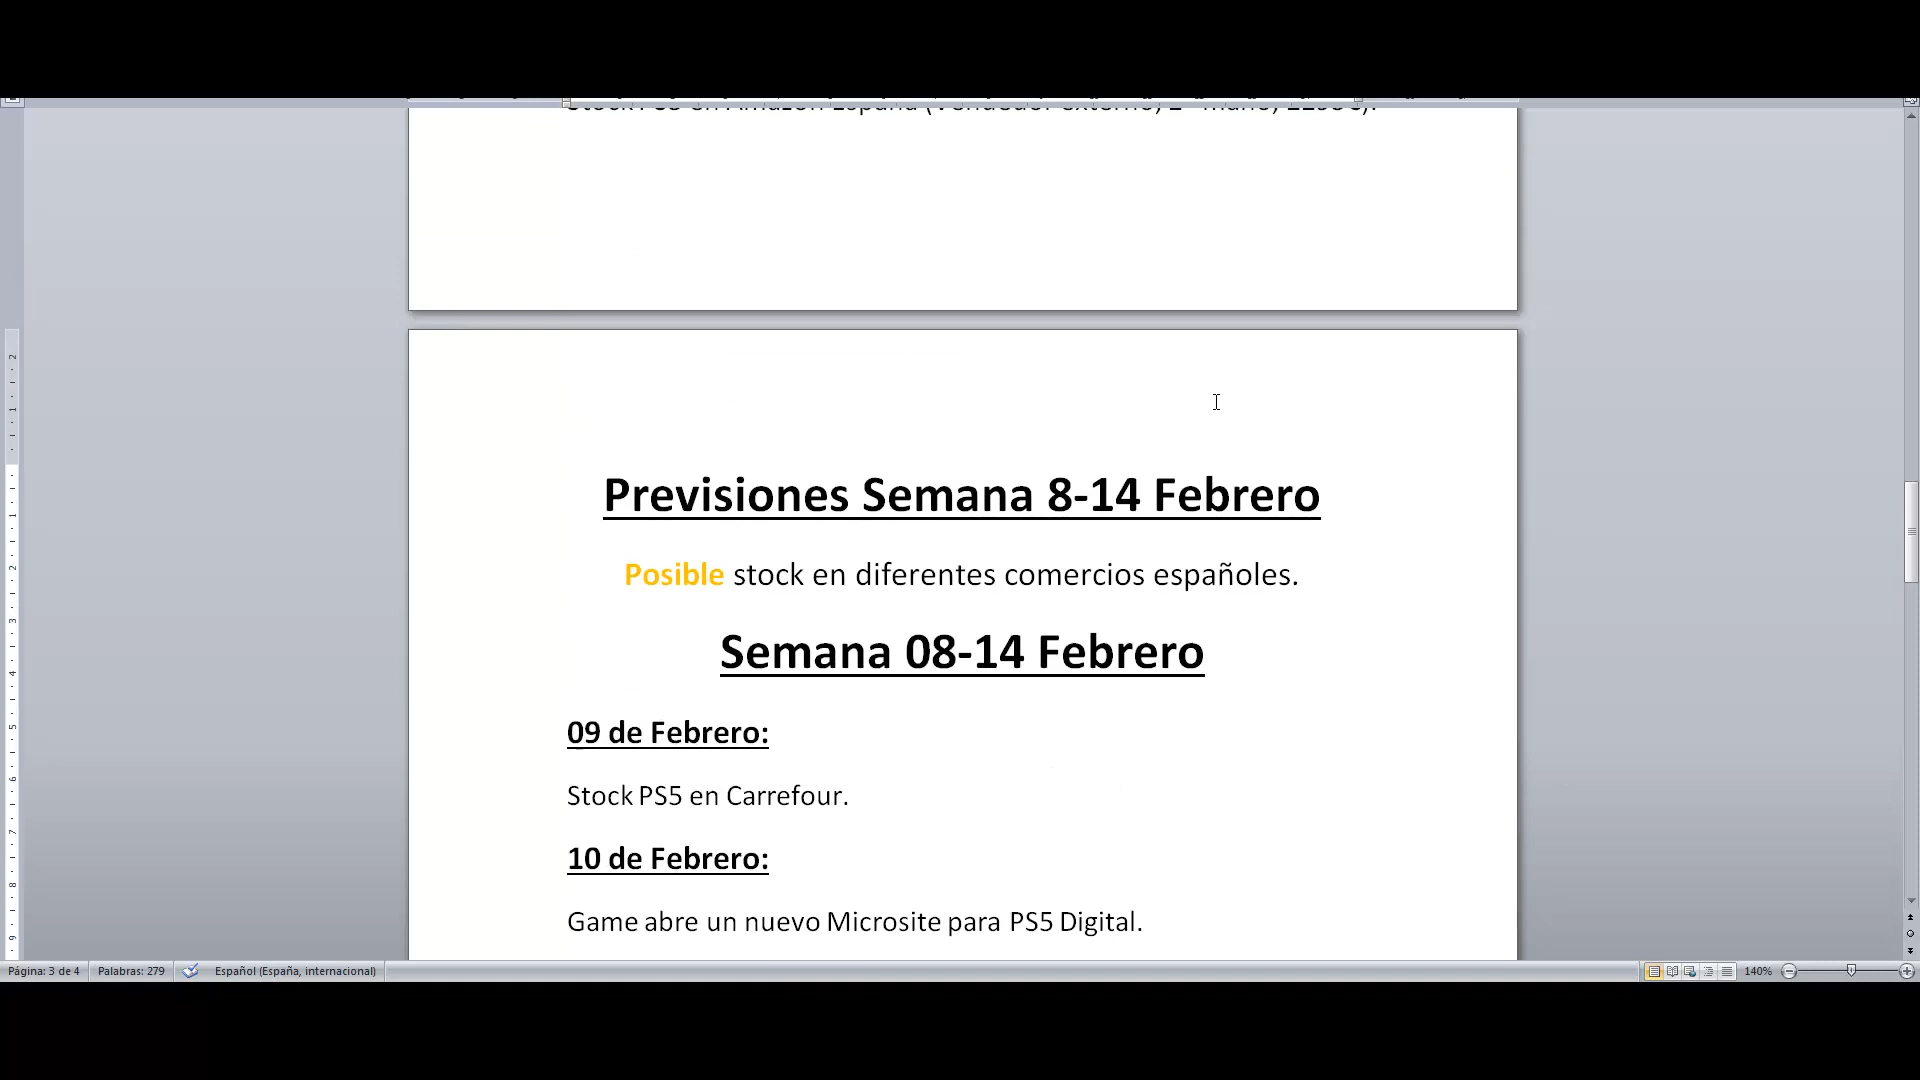 Previsiones Semana 8-14 Febrero
Posible stock en diferentes comercios españoles.
Semana 08-14 Febrero
09 de Febrero:
Stock PS5 en Carrefour.
10 de Febrero:
Game abre un nuevo Microsite para PS5 Digital.
Página: 3 de 4 Palabras: 279 Español (España, internacional) 140%